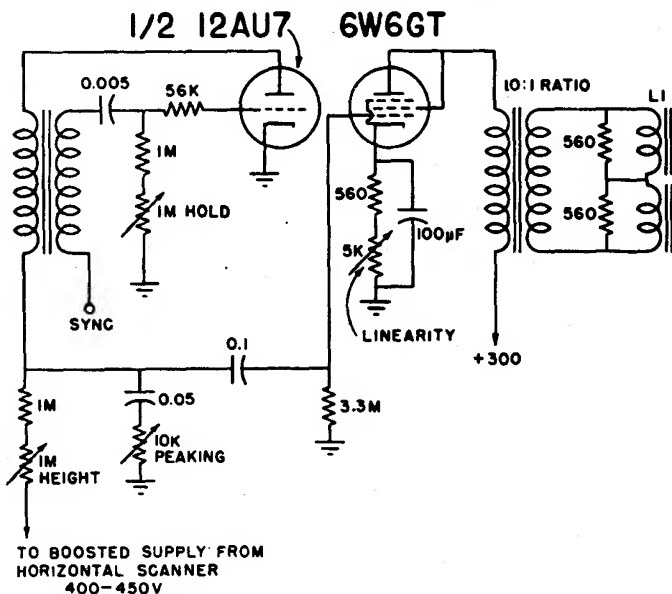 1/2 12AU7 6W6GT
0.005
56K
10:1 RATIO
L1
1M
560
1M HOLD
560
560
5K
100µF
SYNC
LINEARITY
+300
0.1
1M
0.05
3.3M
10K
PEAKING
1M
HEIGHT
TO BOOSTED SUPPLY FROM
HORIZONTAL SCANNER
400-450V